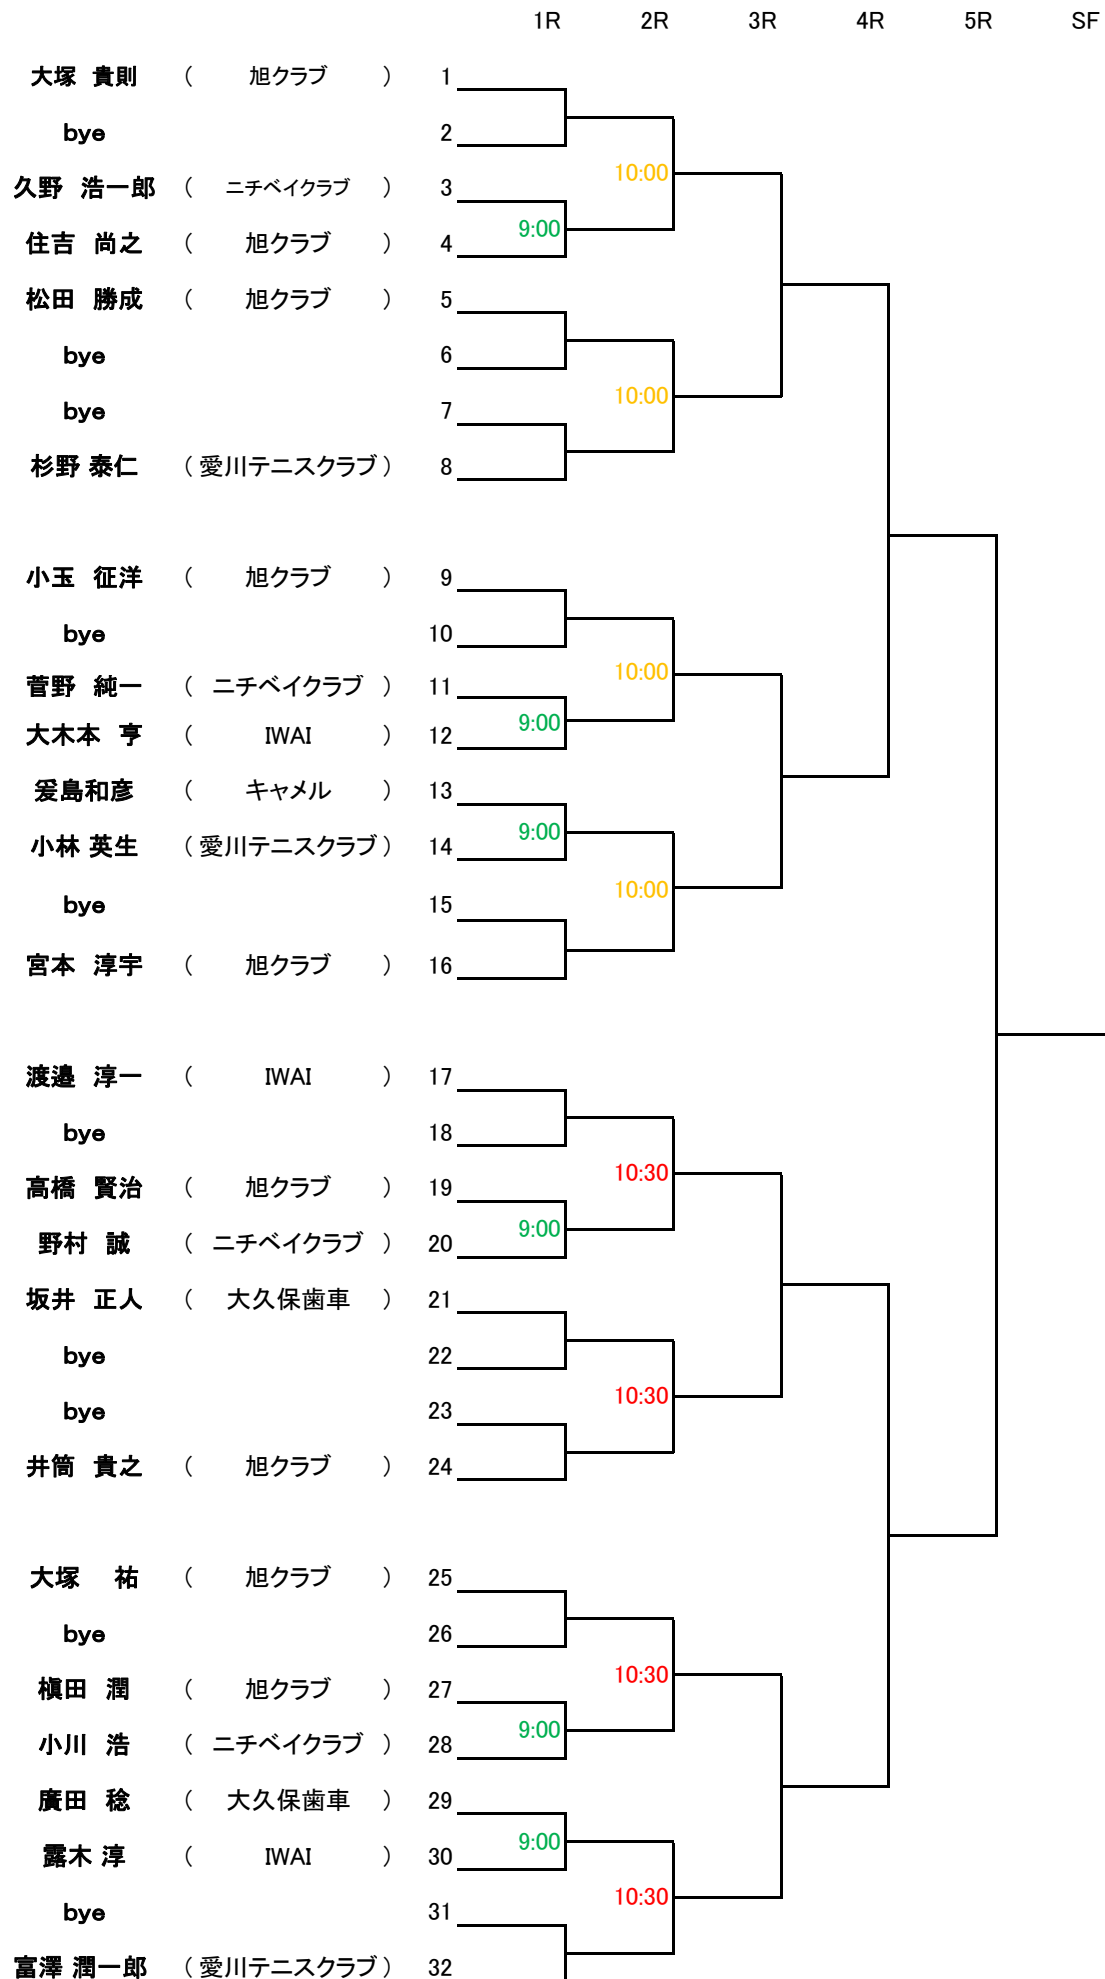 1R 2R 3R 4R 5R SF
大塚 貴則 ( 旭クラブ ) 1
bye 2
10:00
久野 浩一郎 ( ニチベイクラブ ) 3
9:00
住吉 尚之 ( 旭クラブ ) 4
松田 勝成 ( 旭クラブ ) 5
bye 6
10:00
bye 7
杉野 泰仁 ( 愛川テニスクラブ ) 8
小玉 征洋 ( 旭クラブ ) 9
bye 10
10:00
菅野 純一 ( ニチベイクラブ ) 11
9:00
大木本 亨 ( IWAI ) 12
爰島和彦 ( キャメル ) 13
9:00
小林 英生 ( 愛川テニスクラブ ) 14
10:00
bye 15
宮本 淳宇 ( 旭クラブ ) 16
渡邉 淳一 ( IWAI ) 17
bye 18
10:30
高橋 賢治 ( 旭クラブ ) 19
9:00
野村 誠 ( ニチベイクラブ ) 20
坂井 正人 ( 大久保歯車 ) 21
bye 22
10:30
bye 23
井筒 貴之 ( 旭クラブ ) 24
大塚 祐 ( 旭クラブ ) 25
bye 26
10:30
槇田 潤 ( 旭クラブ ) 27
9:00
小川 浩 ( ニチベイクラブ ) 28
廣田 稔 ( 大久保歯車 ) 29
9:00
露木 淳 ( IWAI ) 30
10:30
bye 31
富澤 潤一郎 ( 愛川テニスクラブ ) 32